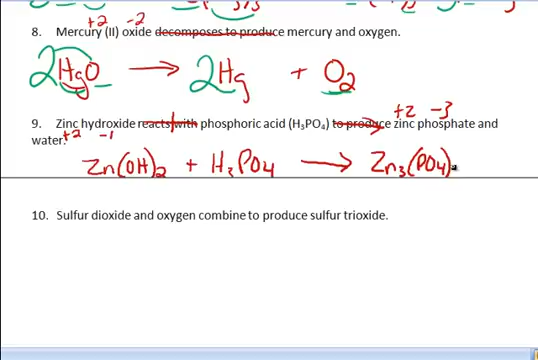 +2 -2
8. Mercury (II) oxide decomposes to produce mercury and oxygen.
2HgO → 2Hg + O2
+2 -3
9. Zinc hydroxide reacts with phosphoric acid (H3PO4) to produce zinc phosphate and
water.
+2 -1
Zn(OH)2 + H3PO4 → Zn3(PO4)
10. Sulfur dioxide and oxygen combine to produce sulfur trioxide.